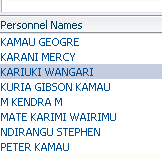 Personnel Names
KAMAU GEOGRE
KARANI MERCY
KARIUKI WANGARI
KURIA GIBSON KAMAU
M KENDRA M
MATE KARIMI WAIRIMU
NDIRANGU STEPHEN
PETER KAMAU